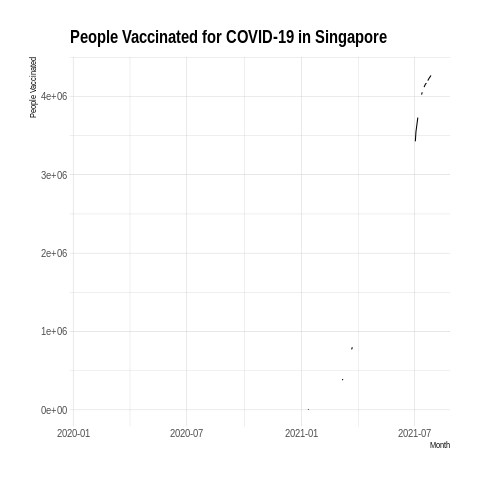 People Vaccinated for COVID-19 in Singapore
People Vaccinated
4e+06
3e+06
2e+06
1e+06
0e+00
2020-01
2020-07
2021-01
2021-07
Month